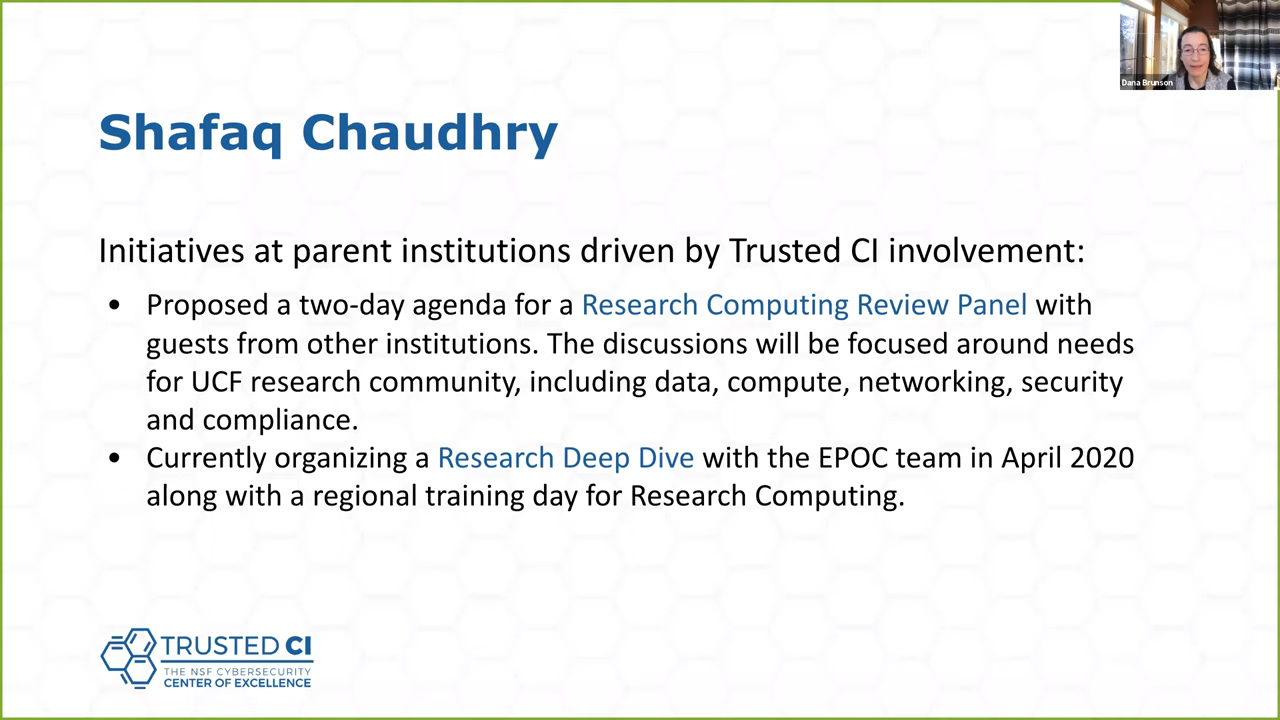 Dana Brunson
Shafaq Chaudhry
Initiatives at parent institutions driven by Trusted CI involvement:
• Proposed a two-day agenda for a Research Computing Review Panel with
guests from other institutions. The discussions will be focused around needs
for UCF research community, including data, compute, networking, security
and compliance.
• Currently organizing a Research Deep Dive with the EPOC team in April 2020
along with a regional training day for Research Computing.
TRUSTED CI
THE NSF CYBERSECURITY
CENTER OF EXCELLENCE